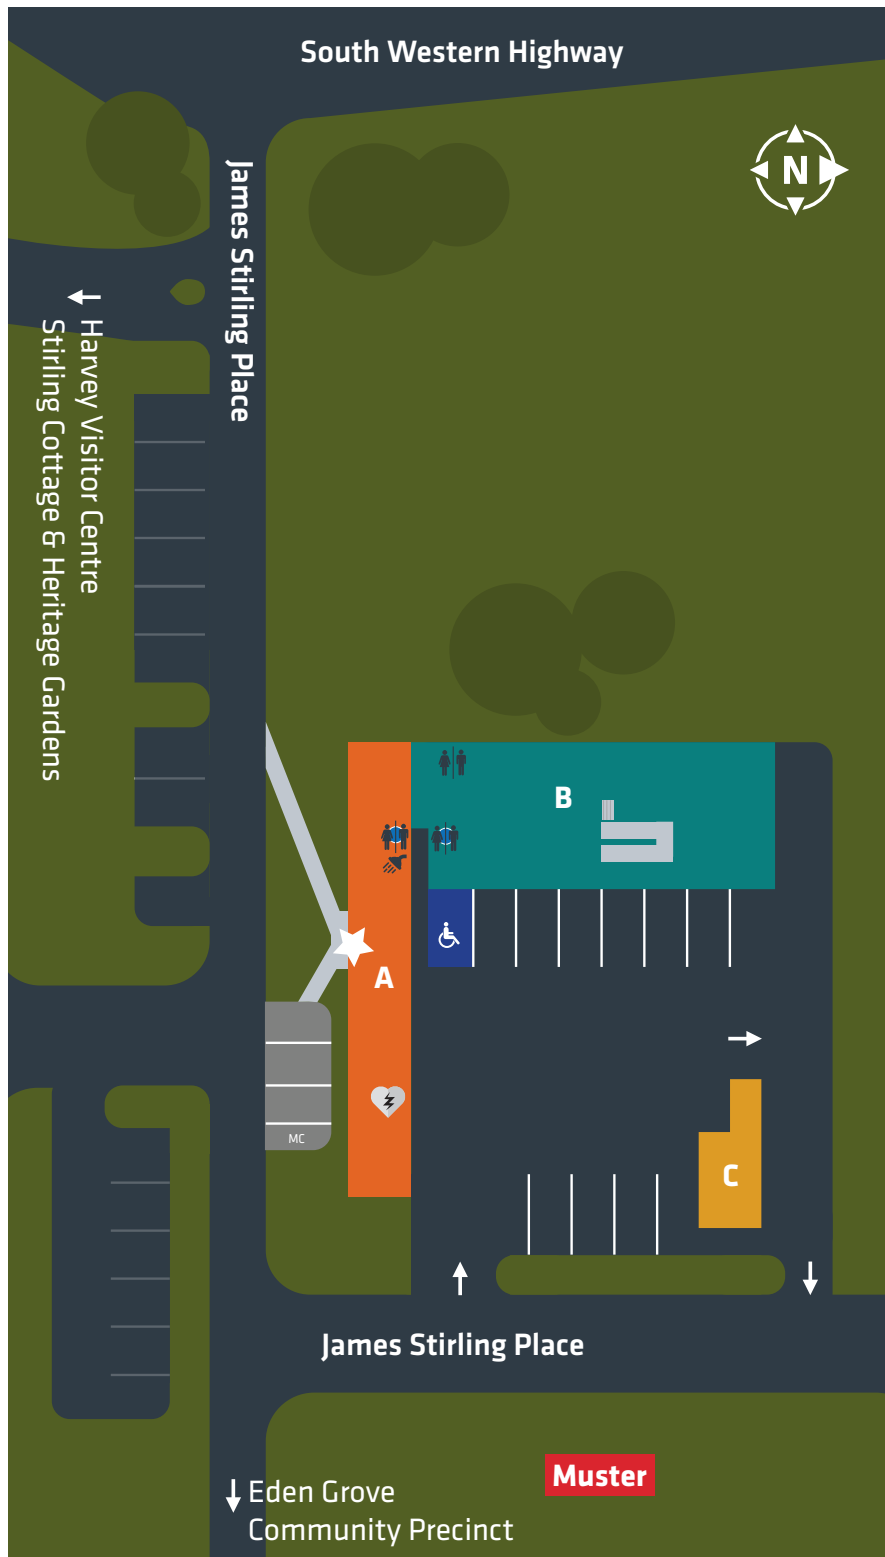 South Western Highway
N
James Stirling Place
Harvey Visitor Centre
Stirling Cottage & Heritage Gardens
B
A
MC
C
James Stirling Place
Muster
Eden Grove
Community Precinct